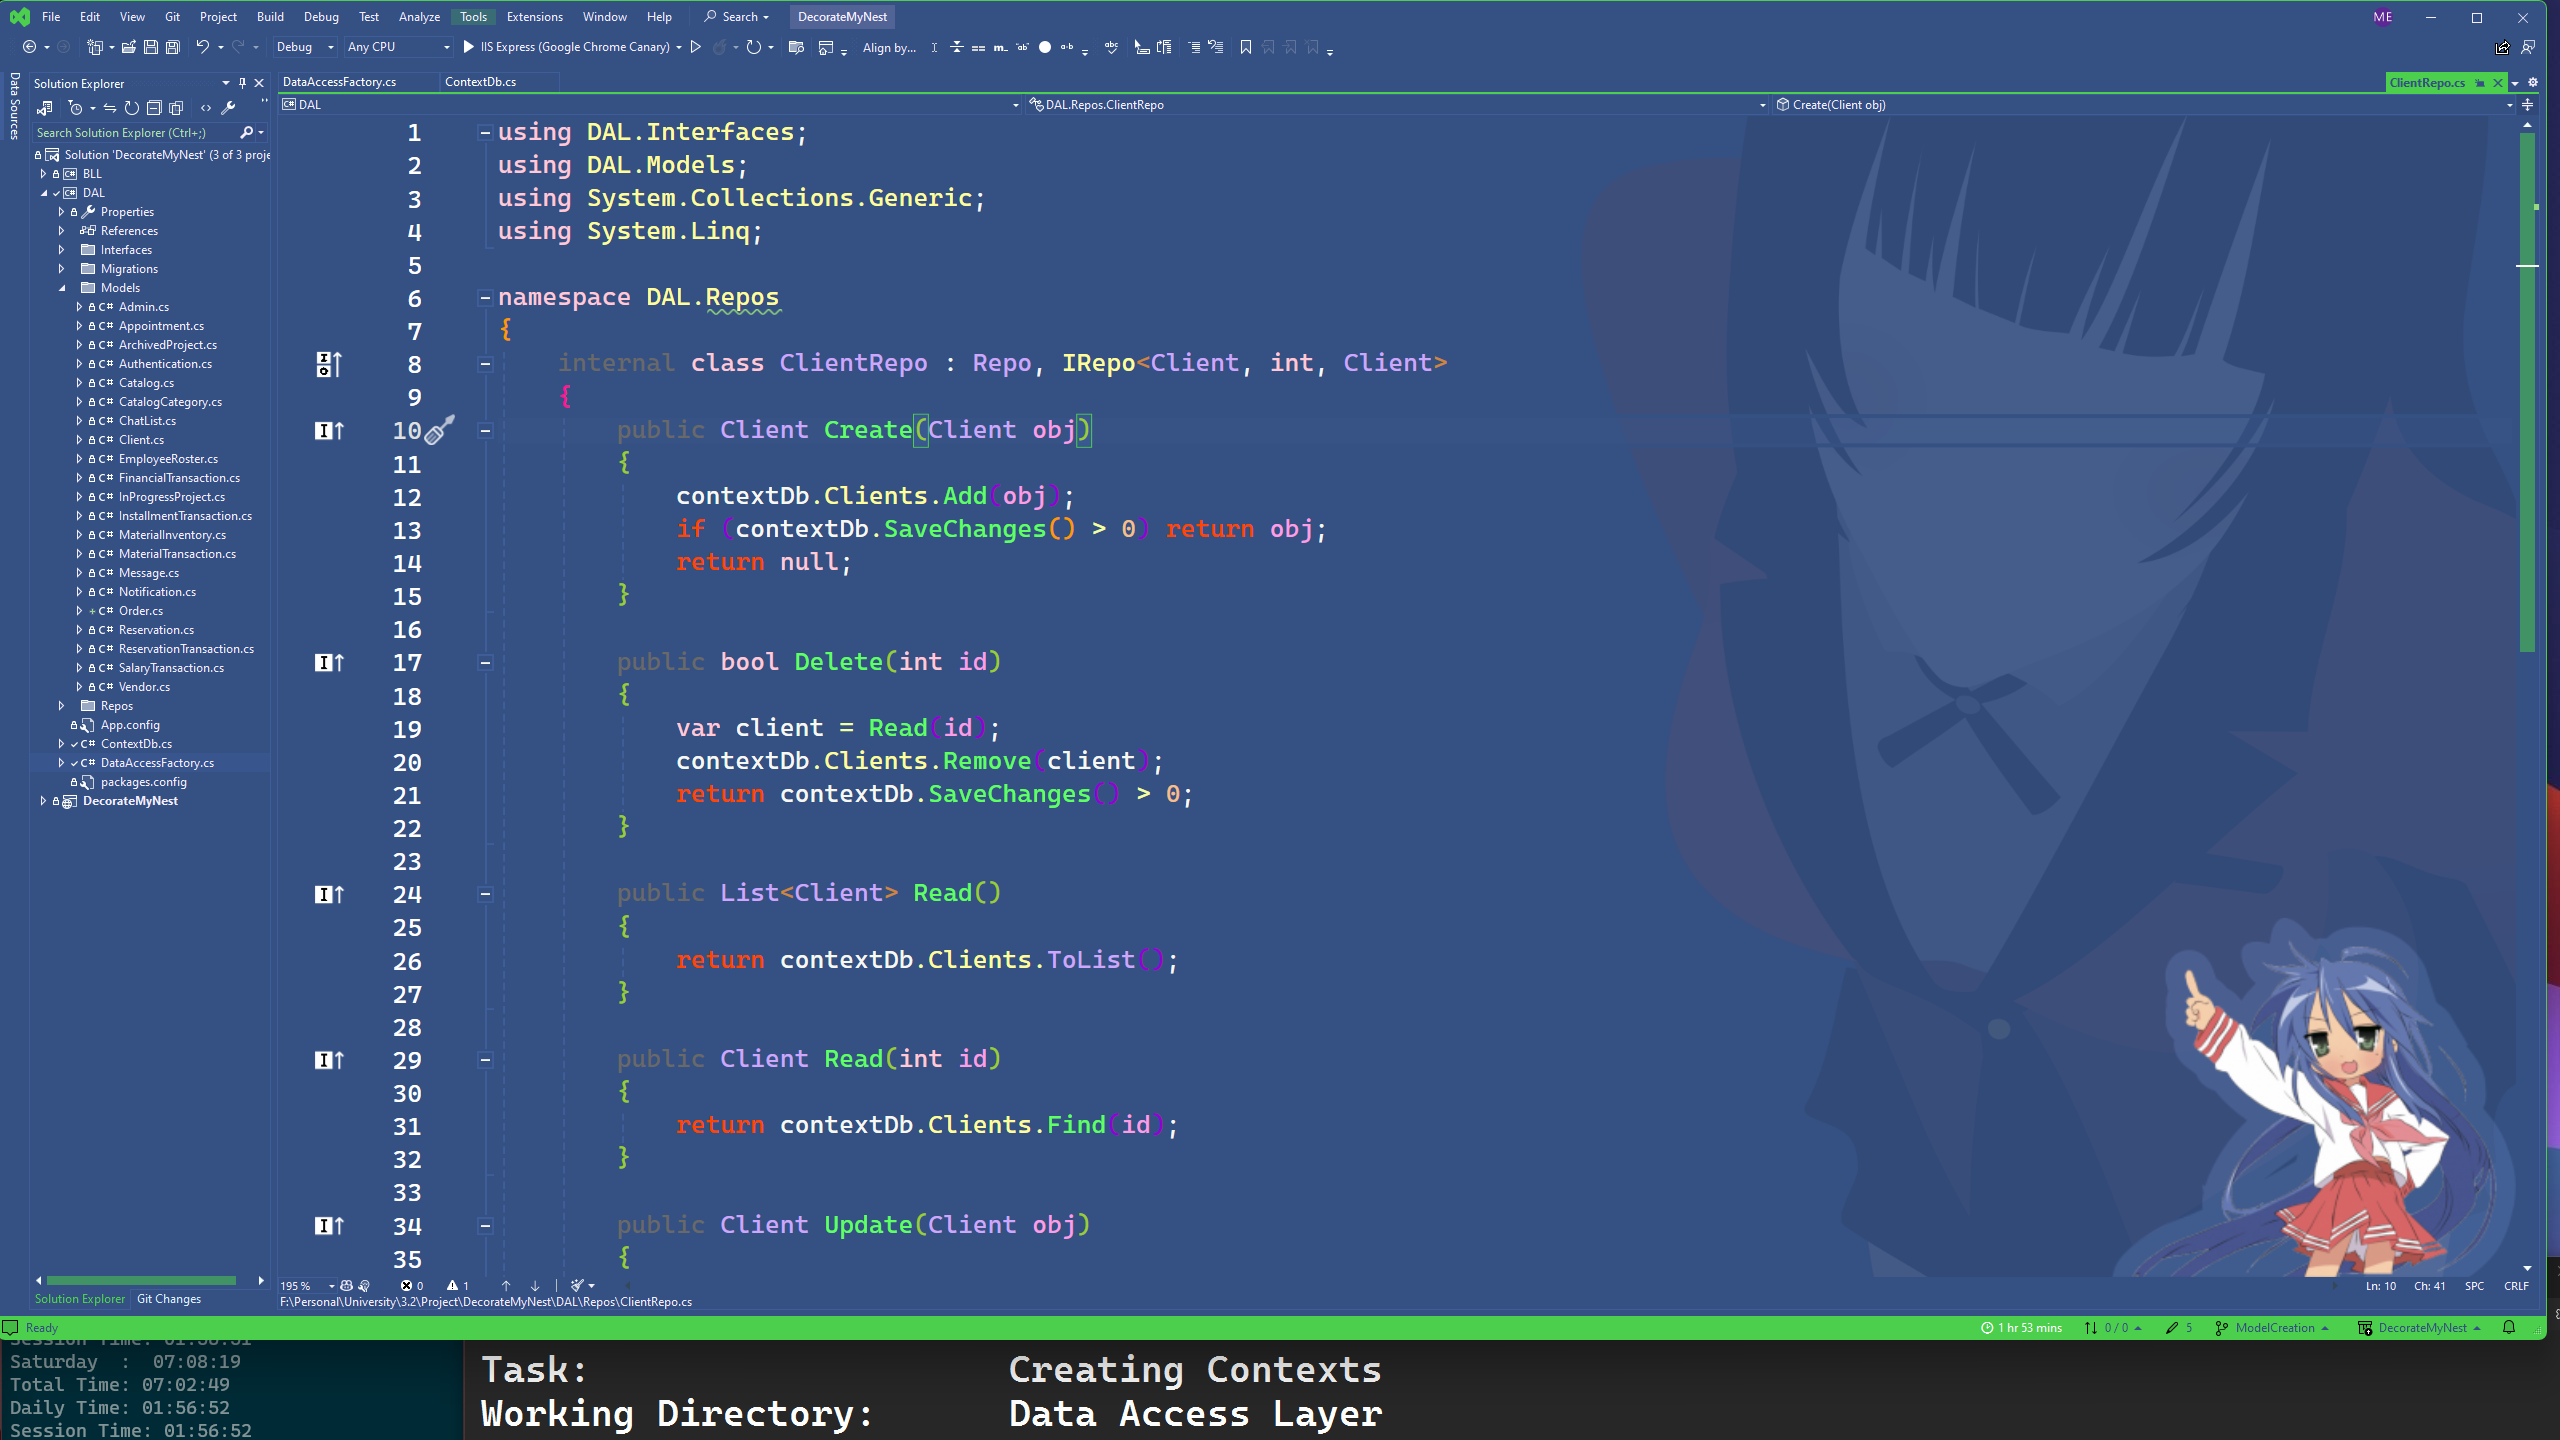 File Edit View Git Project Build Debug Test Analyze Tools Extensions Window Help Search DecorateMyNest ME
Debug Any CPU IIS Express (Google Chrome Canary) Align by...
Data Sources
Solution Explorer
Search Solution Explorer (Ctrl+;)
Solution 'DecorateMyNest' (3 of 3 proje
BLL
DAL
Properties
References
Interfaces
Migrations
Models
Admin.cs
Appointment.cs
ArchivedProject.cs
Authentication.cs
Catalog.cs
CatalogCategory.cs
ChatList.cs
Client.cs
EmployeeRoster.cs
FinancialTransaction.cs
InProgressProject.cs
InstallmentTransaction.cs
MaterialInventory.cs
MaterialTransaction.cs
Message.cs
Notification.cs
Order.cs
Reservation.cs
ReservationTransaction.cs
SalaryTransaction.cs
Vendor.cs
Repos
App.config
ContextDb.cs
DataAccessFactory.cs
packages.config
DecorateMyNest
Solution Explorer Git Changes
DataAccessFactory.cs ContextDb.cs ClientRepo.cs
DAL DAL.Repos.ClientRepo Create(Client obj)
1 using DAL.Interfaces;
2 using DAL.Models;
3 using System.Collections.Generic;
4 using System.Linq;
5
6 namespace DAL.Repos
7 {
8 internal class ClientRepo : Repo, IRepo<Client, int, Client>
9 {
10 public Client Create(Client obj)
11 {
12 contextDb.Clients.Add(obj);
13 if (contextDb.SaveChanges() > 0) return obj;
14 return null;
15 }
16
17 public bool Delete(int id)
18 {
19 var client = Read(id);
20 contextDb.Clients.Remove(client);
21 return contextDb.SaveChanges() > 0;
22 }
23
24 public List<Client> Read()
25 {
26 return contextDb.Clients.ToList();
27 }
28
29 public Client Read(int id)
30 {
31 return contextDb.Clients.Find(id);
32 }
33
34 public Client Update(Client obj)
35 {
195 % 0 1 Ln: 10 Ch: 41 SPC CRLF
F:\Personal\University\3.2\Project\DecorateMyNest\DAL\Repos\ClientRepo.cs
Ready 1 hr 53 mins 0 / 0 5 ModelCreation DecorateMyNest
Saturday : 07:08:19
Total Time: 07:02:49
Daily Time: 01:56:52
Session Time: 01:56:52
Task: Creating Contexts
Working Directory: Data Access Layer